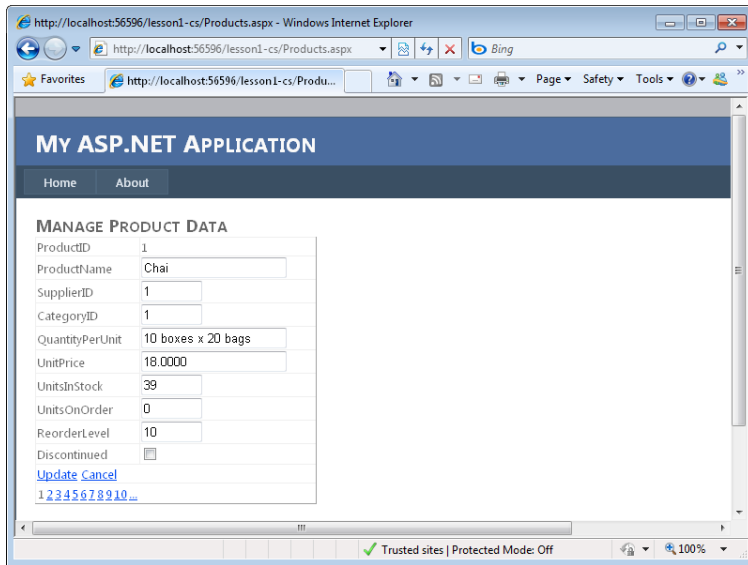 http://localhost:56596/lesson1-cs/Products.aspx - Windows Internet Explorer
http://localhost:56596/lesson1-cs/Products.aspx
Bing
Favorites
http://localhost:56596/lesson1-cs/Produ...
Page
Safety
Tools
»
MY ASP.NET APPLICATION
Home
About
MANAGE PRODUCT DATA
ProductID 1
ProductName Chai
SupplierID 1
CategoryID 1
QuantityPerUnit 10 boxes x 20 bags
UnitPrice 18.0000
UnitsInStock 39
UnitsOnOrder 0
ReorderLevel 10
Discontinued
Update Cancel
1 2 3 4 5 6 7 8 9 10 ...
Trusted sites | Protected Mode: Off
100%